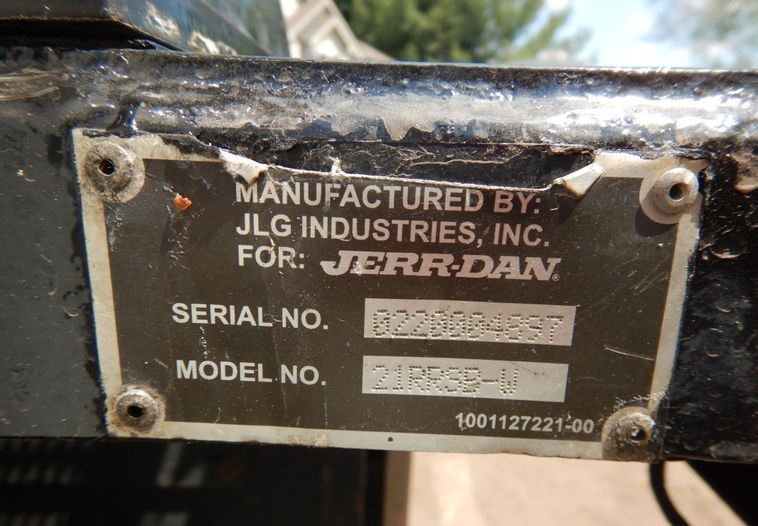 MANUFACTURED BY:
JLG INDUSTRIES, INC.
FOR: JERR-DAN®
SERIAL NO. 0220004897
MODEL NO. 21RRSB-W
1001127221-00